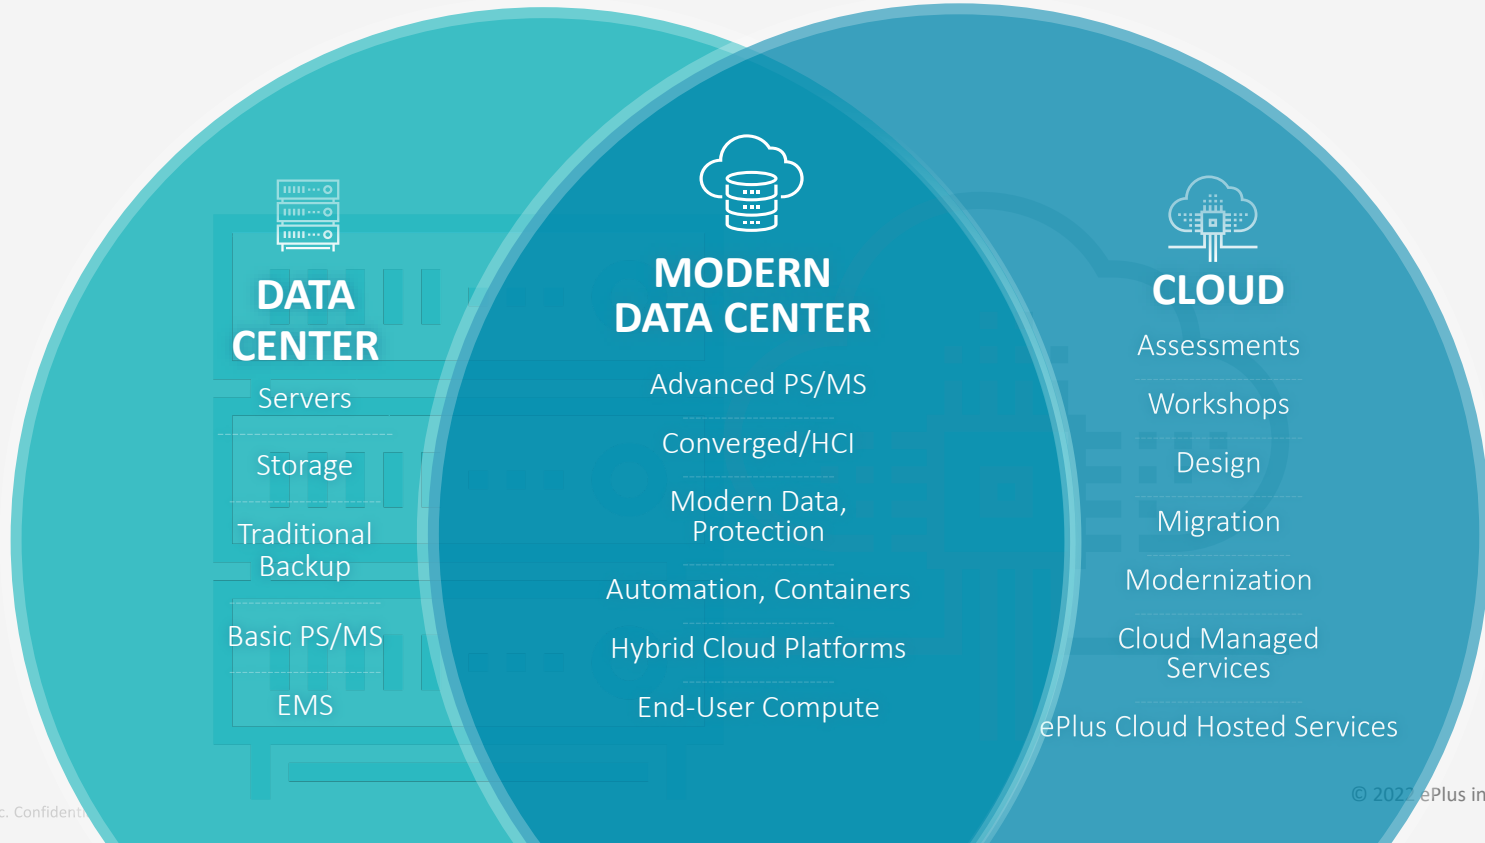 DATA
CENTER
Servers
Storage
Traditional
Backup
Basic PS/MS
EMS
MODERN
DATA CENTER
Advanced PS/MS
Converged/HCI
Modern Data,
Protection
Automation, Containers
Hybrid Cloud Platforms
End-User Compute
CLOUD
Assessments
Workshops
Design
Migration
Modernization
Cloud Managed
Services
ePlus Cloud Hosted Services
© 2022 ePlus in
c. Confident